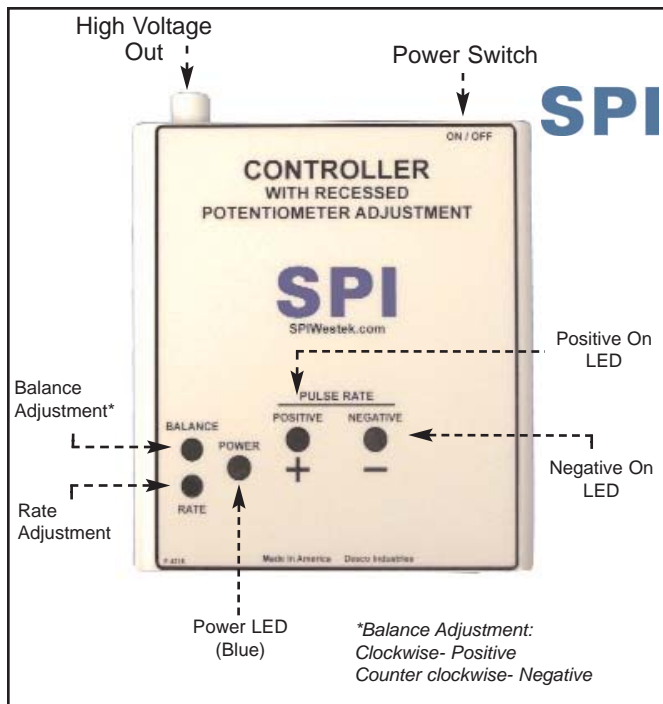 High Voltage
Out
Power Switch
SPI
ON / OFF
CONTROLLER
WITH RECESSED
POTENTIOMETER ADJUSTMENT
SPI
SPIWestek.com
Positive On
LED
PULSE RATE
Balance
Adjustment*
POSITIVE NEGATIVE
BALANCE
POWER
+ −
Negative On
LED
Rate
Adjustment
RATE
Made in America Desco Industries
Power LED
(Blue)
*Balance Adjustment:
Clockwise- Positive
Counter clockwise- Negative